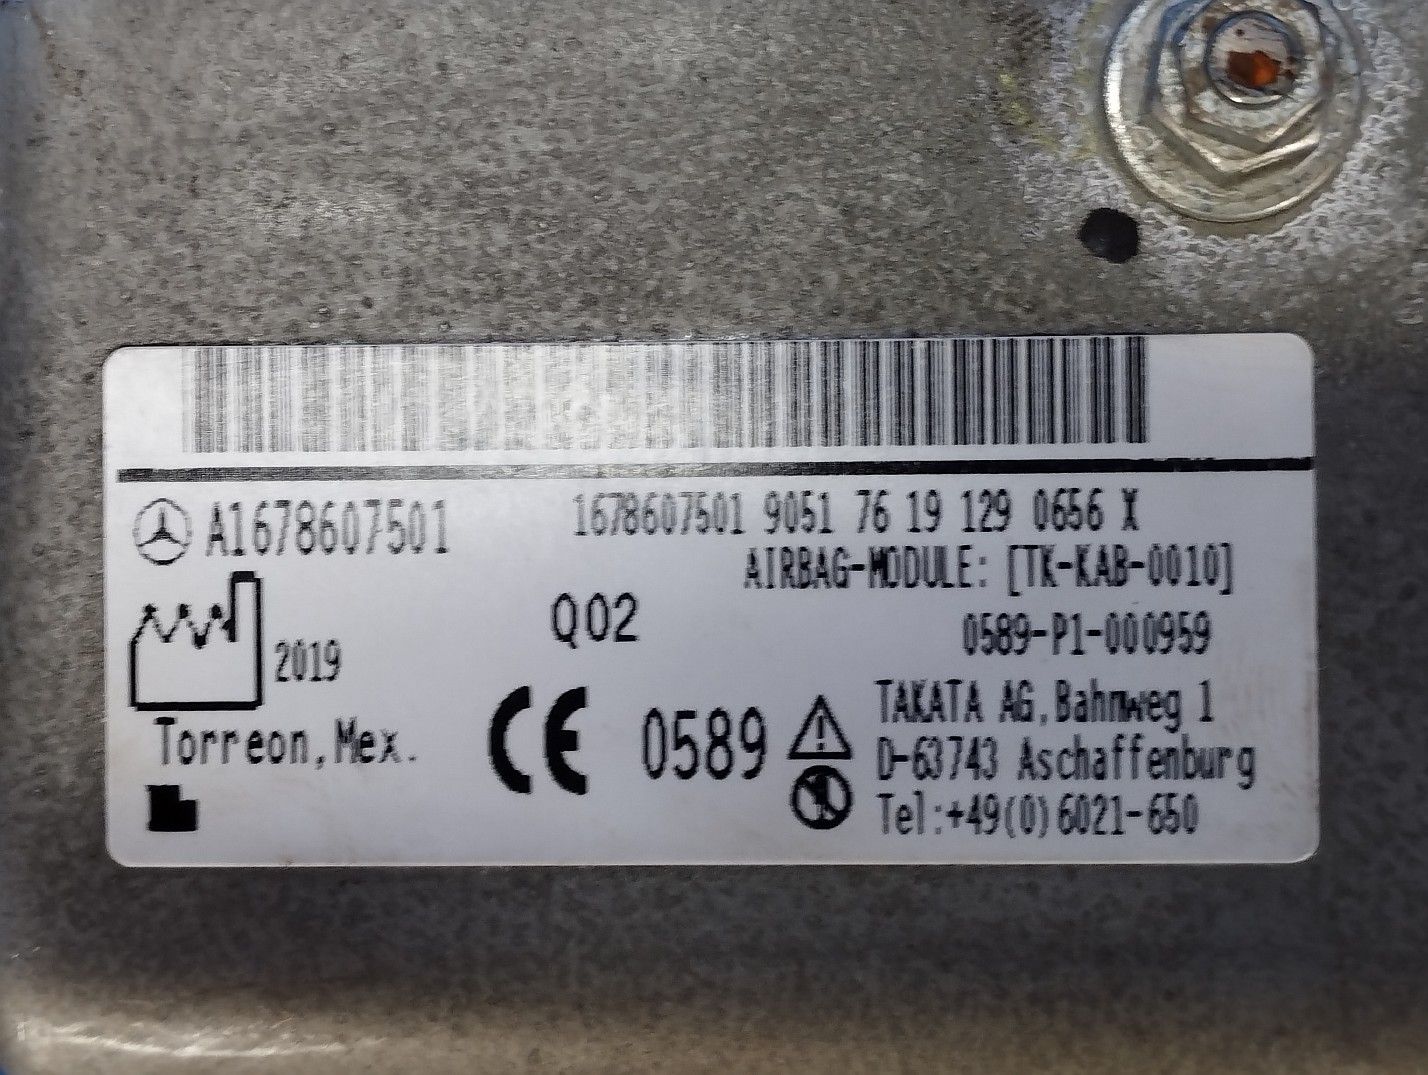 A1678607501
1678607501 9051 76 19 129 0656 X
AIRBAG-MODULE: [TK-KAB-0010]
Q02
0589-P1-000959
2019
Torreon,Mex.
CE 0589
TAKATA AG,Bahnweg 1
D-63743 Aschaffenburg
Tel:+49(0)6021-650